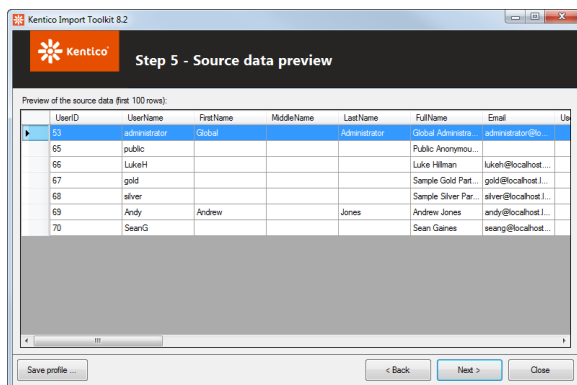 Kentico Import Toolkit 8.2
Kentico
Step 5 - Source data preview
Preview of the source data (first 100 rows):
UserID UserName FirstName MiddleName LastName FullName Email Use
53 administrator Global Administrator Global Administra... administrator@lo...
65 public Public Anonymou...
66 LukeH Luke Hillman lukeh@localhost....
67 gold Sample Gold Part... gold@localhost.l...
68 silver Sample Silver Par... silver@localhost.l...
69 Andy Andrew Jones Andrew Jones andy@localhost.l...
70 SeanG Sean Gaines seang@localhost...
Save profile ... < Back Next > Close